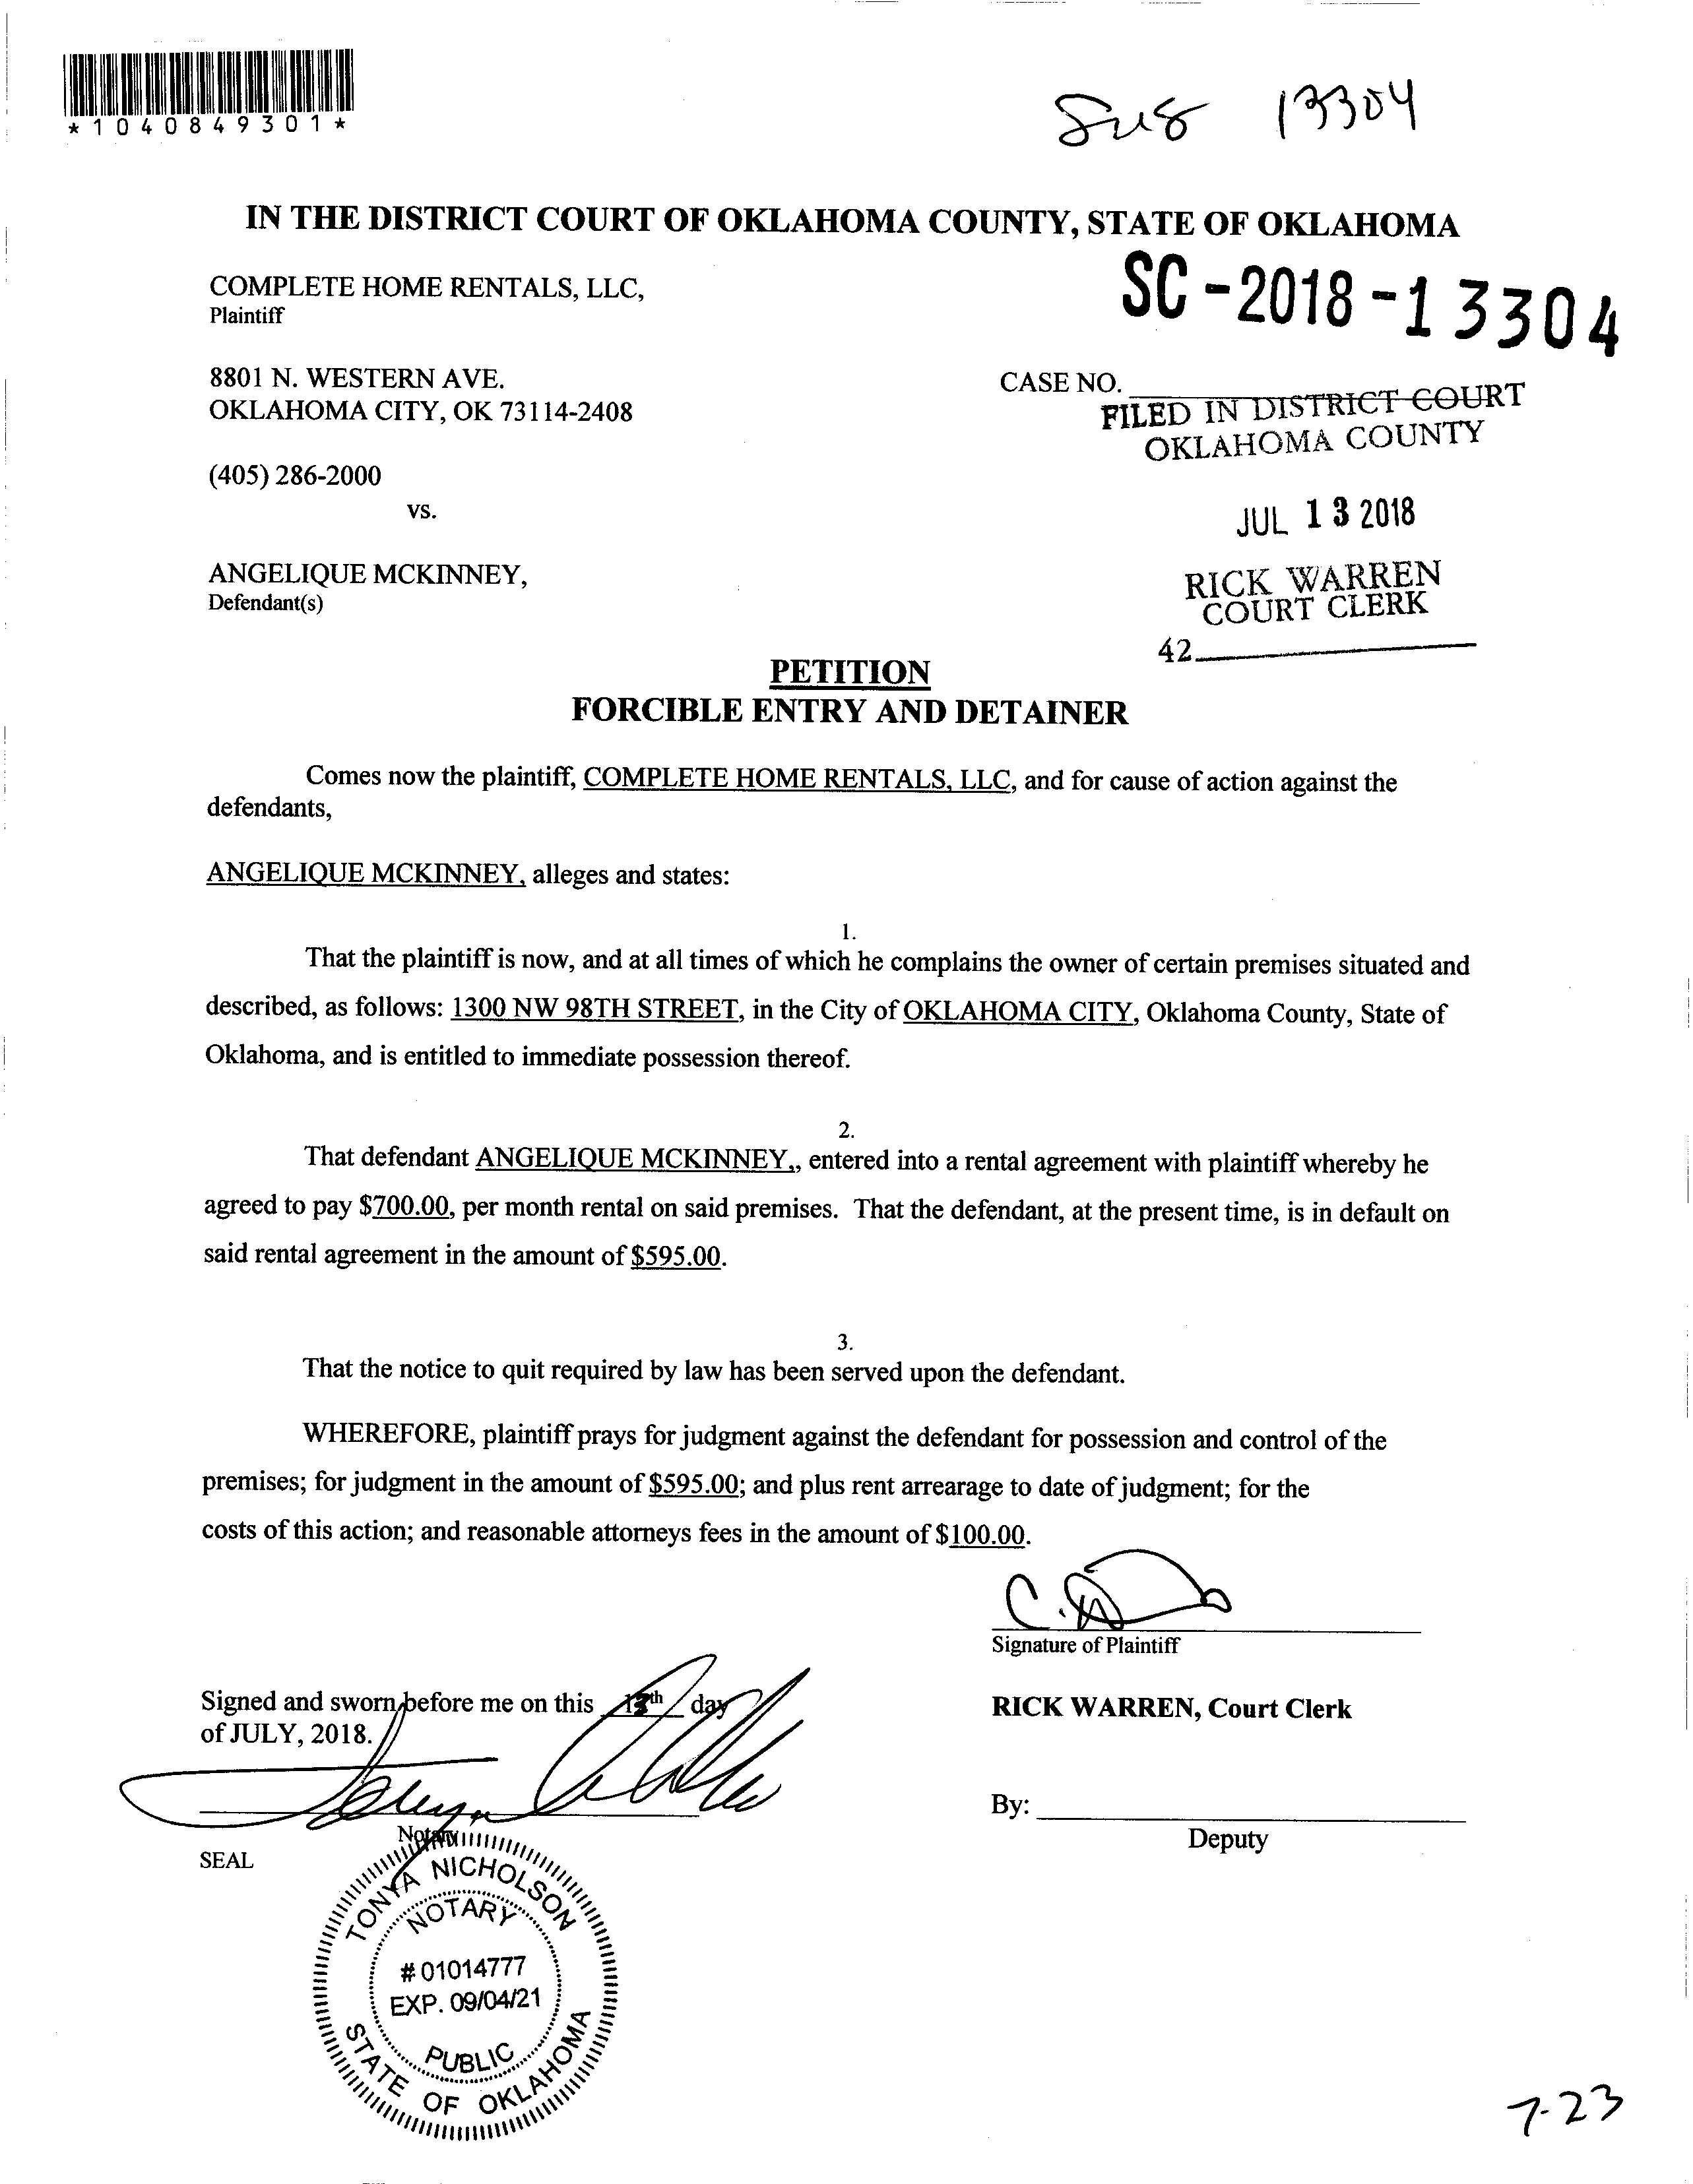 *1040849301*
13304
IN THE DISTRICT COURT OF OKLAHOMA COUNTY, STATE OF OKLAHOMA
COMPLETE HOME RENTALS, LLC,
Plaintiff
SC-2018-13304
8801 N. WESTERN AVE.
OKLAHOMA CITY, OK 73114-2408
CASE NO.
FILED IN DISTRICT COURT
OKLAHOMA COUNTY
(405) 286-2000
vs.
JUL 13 2018
ANGELIQUE MCKINNEY,
Defendant(s)
RICK WARREN
COURT CLERK
42
PETITION
FORCIBLE ENTRY AND DETAINER
Comes now the plaintiff, COMPLETE HOME RENTALS, LLC, and for cause of action against the
defendants,
ANGELIQUE MCKINNEY, alleges and states:
1.
That the plaintiff is now, and at all times of which he complains the owner of certain premises situated and
described, as follows: 1300 NW 98TH STREET, in the City of OKLAHOMA CITY, Oklahoma County, State of
Oklahoma, and is entitled to immediate possession thereof.
2.
That defendant ANGELIQUE MCKINNEY,, entered into a rental agreement with plaintiff whereby he
agreed to pay $700.00, per month rental on said premises. That the defendant, at the present time, is in default on
said rental agreement in the amount of $595.00.
3.
That the notice to quit required by law has been served upon the defendant.
WHEREFORE, plaintiff prays for judgment against the defendant for possession and control of the
premises; for judgment in the amount of $595.00; and plus rent arrearage to date of judgment; for the
costs of this action; and reasonable attorneys fees in the amount of $100.00.
Signature of Plaintiff
Signed and sworn before me on this 13th day
of JULY, 2018.
RICK WARREN, Court Clerk
By:
Deputy
Notary
SEAL
TONYA NICHOLSON
NOTARY
#01014777
EXP. 09/04/21
PUBLIC
STATE OF OKLAHOMA
7-23